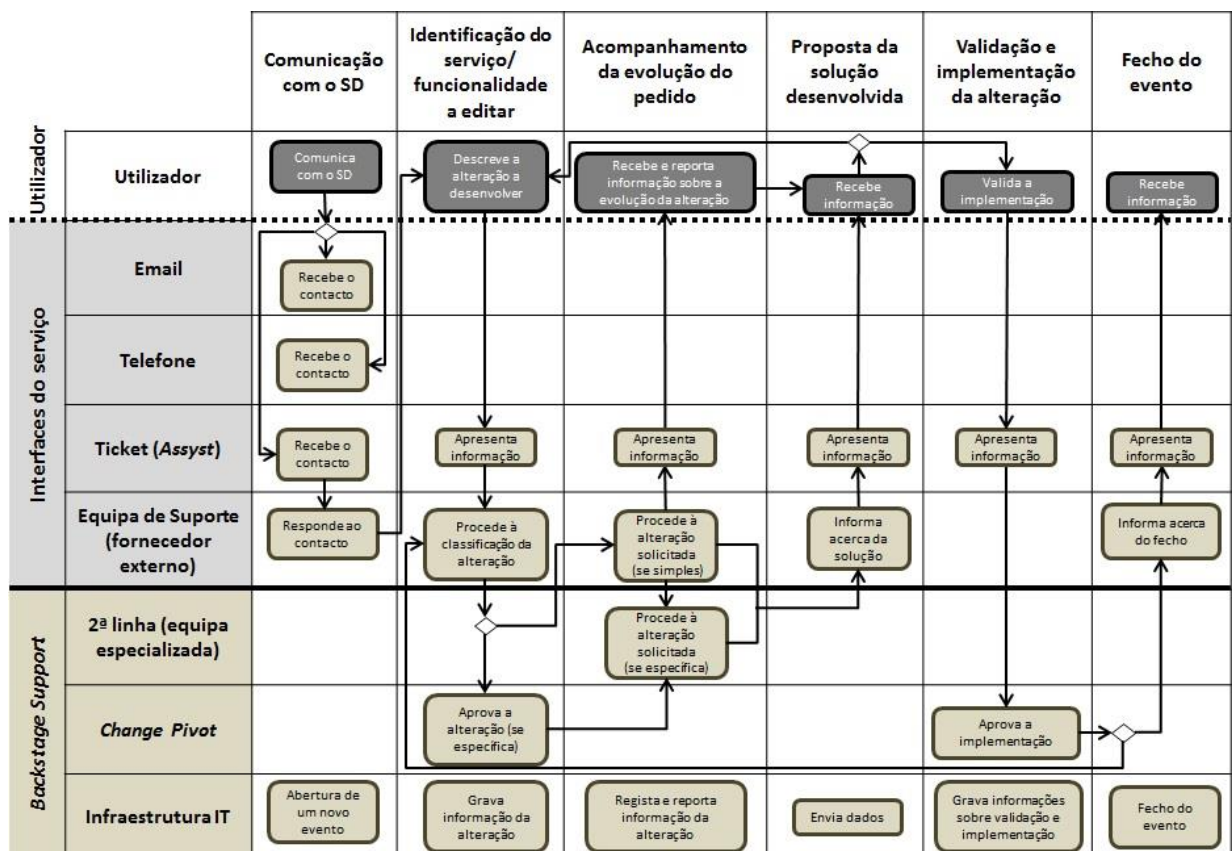 Comunicação
com o SD
Identificação do
serviço/
funcionalidade
a editar
Acompanhamento
da evolução do
pedido
Proposta da
solução
desenvolvida
Validação e
implementação
da alteração
Fecho do
evento
Utilizador
Utilizador
Comunica
com o SD
Descreve a
alteração a
desenvolver
Recebe e reporta
informação sobre a
evolução da alteração
Recebe
informação
Valida a
implementação
Recebe
informação
Interfaces do serviço
Email
Recebe o
contacto
Telefone
Recebe o
contacto
Ticket (Assyst)
Recebe o
contacto
Apresenta
informação
Apresenta
informação
Apresenta
informação
Apresenta
informação
Apresenta
informação
Equipa de Suporte
(fornecedor
externo)
Responde ao
contacto
Procede à
classificação da
alteração
Procede à
alteração
solicitada
(se simples)
Informa
acerca da
solução
Informa acerca
do fecho
Backstage Support
2ª linha (equipa
especializada)
Procede à
alteração
solicitada
(se específica)
Change Pivot
Aprova a
alteração (se
específica)
Aprova a
implementação
Infraestrutura IT
Abertura de
um novo
evento
Grava
informação da
alteração
Regista e reporta
informação da
alteração
Envia dados
Grava informações
sobre validação e
implementação
Fecho do
evento